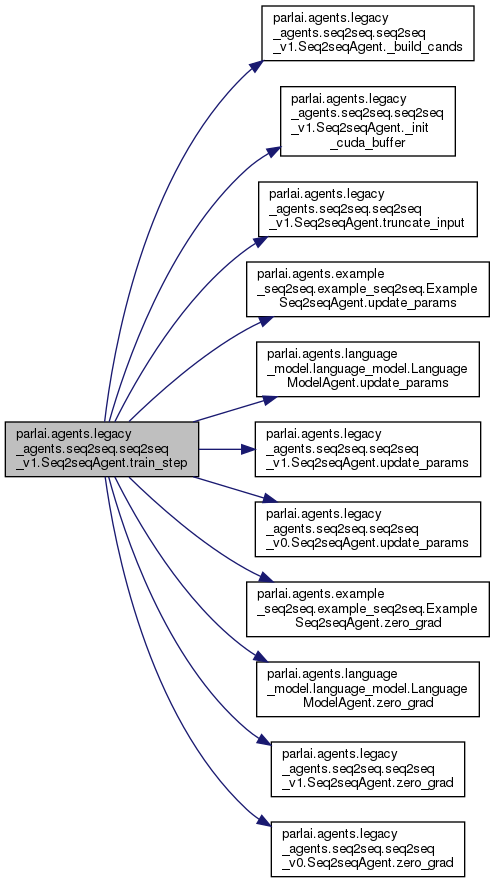 parlai.agents.legacy
_agents.seq2seq.seq2seq
_v1.Seq2seqAgent._build_cands
parlai.agents.legacy
_agents.seq2seq.seq2seq
_v1.Seq2seqAgent._init
_cuda_buffer
parlai.agents.legacy
_agents.seq2seq.seq2seq
_v1.Seq2seqAgent.truncate_input
parlai.agents.example
_seq2seq.example_seq2seq.Example
Seq2seqAgent.update_params
parlai.agents.language
_model.language_model.Language
ModelAgent.update_params
parlai.agents.legacy
_agents.seq2seq.seq2seq
_v1.Seq2seqAgent.train_step
parlai.agents.legacy
_agents.seq2seq.seq2seq
_v1.Seq2seqAgent.update_params
parlai.agents.legacy
_agents.seq2seq.seq2seq
_v0.Seq2seqAgent.update_params
parlai.agents.example
_seq2seq.example_seq2seq.Example
Seq2seqAgent.zero_grad
parlai.agents.language
_model.language_model.Language
ModelAgent.zero_grad
parlai.agents.legacy
_agents.seq2seq.seq2seq
_v1.Seq2seqAgent.zero_grad
parlai.agents.legacy
_agents.seq2seq.seq2seq
_v0.Seq2seqAgent.zero_grad